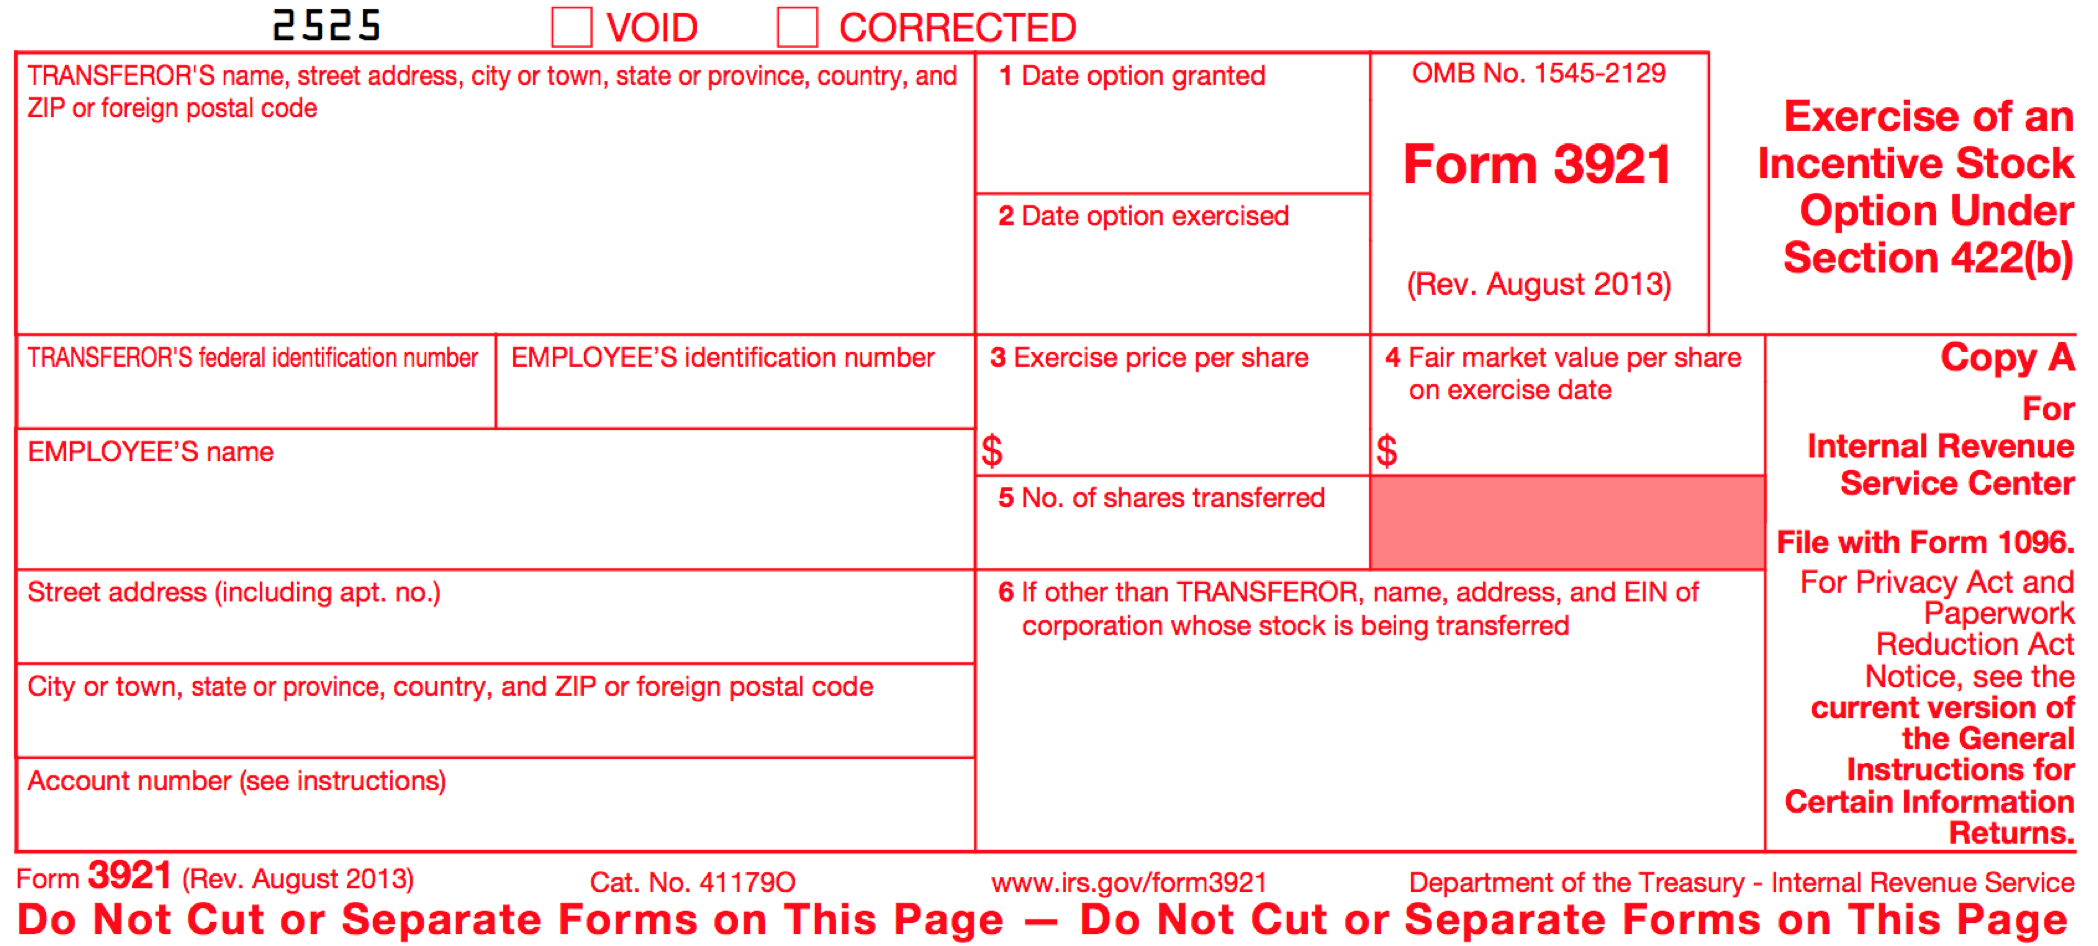 2525
VOID
CORRECTED
TRANSFEROR'S name, street address, city or town, state or province, country, and
ZIP or foreign postal code
1 Date option granted
2 Date option exercised
OMB No. 1545-2129
Form 3921
(Rev. August 2013)
Exercise of an
Incentive Stock
Option Under
Section 422(b)
TRANSFEROR'S federal identification number
EMPLOYEE'S identification number
3 Exercise price per share
$
4 Fair market value per share
on exercise date
$
Copy A
For
Internal Revenue
Service Center
File with Form 1096.
For Privacy Act and
Paperwork
Reduction Act
Notice, see the
current version of
the General
Instructions for
Certain Information
Returns.
EMPLOYEE'S name
5 No. of shares transferred
Street address (including apt. no.)
6 If other than TRANSFEROR, name, address, and EIN of
corporation whose stock is being transferred
City or town, state or province, country, and ZIP or foreign postal code
Account number (see instructions)
Form 3921 (Rev. August 2013)
Cat. No. 41179O
www.irs.gov/form3921
Department of the Treasury - Internal Revenue Service
Do Not Cut or Separate Forms on This Page — Do Not Cut or Separate Forms on This Page